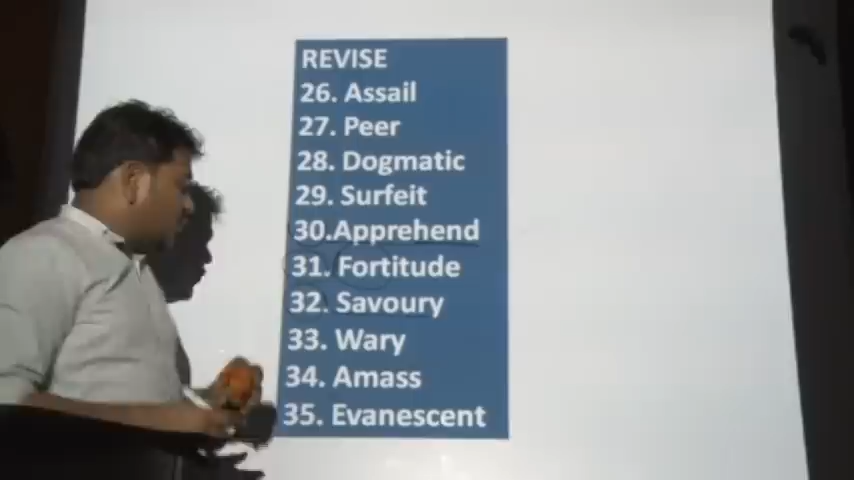 REVISE
26. Assail
27. Peer
28. Dogmatic
29. Surfeit
30.Apprehend
31. Fortitude
32. Savoury
33. Wary
34. Amass
35. Evanescent